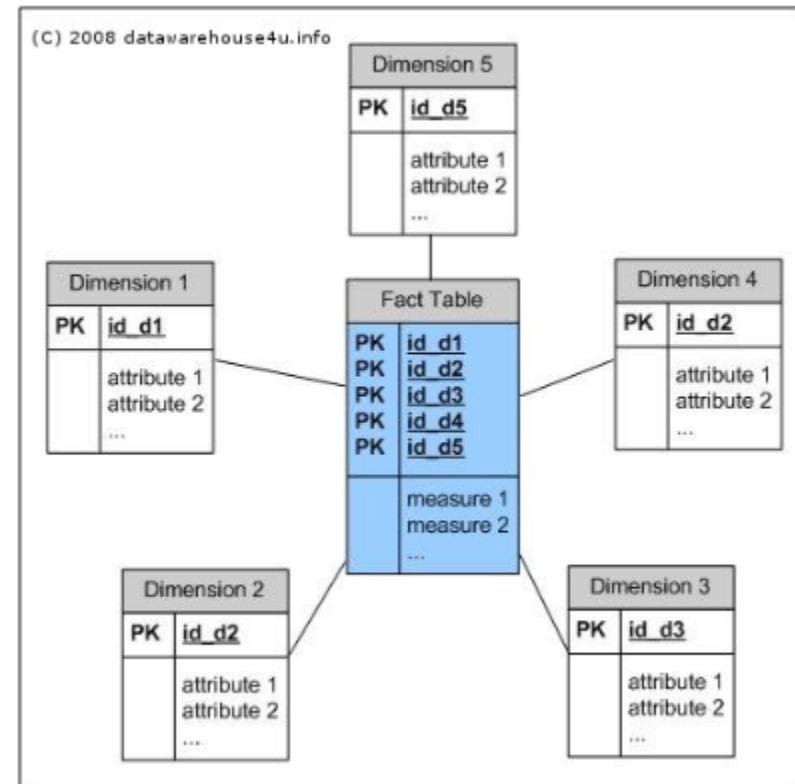 (C) 2008 datawarehouse4u.info
Dimension 5
PK id_d5
attribute 1
attribute 2
...
Dimension 1
PK id_d1
attribute 1
attribute 2
...
Fact Table
PK id_d1
PK id_d2
PK id_d3
PK id_d4
PK id_d5
measure 1
measure 2
...
Dimension 4
PK id_d2
attribute 1
attribute 2
...
Dimension 2
PK id_d2
attribute 1
attribute 2
...
Dimension 3
PK id_d3
attribute 1
attribute 2
...